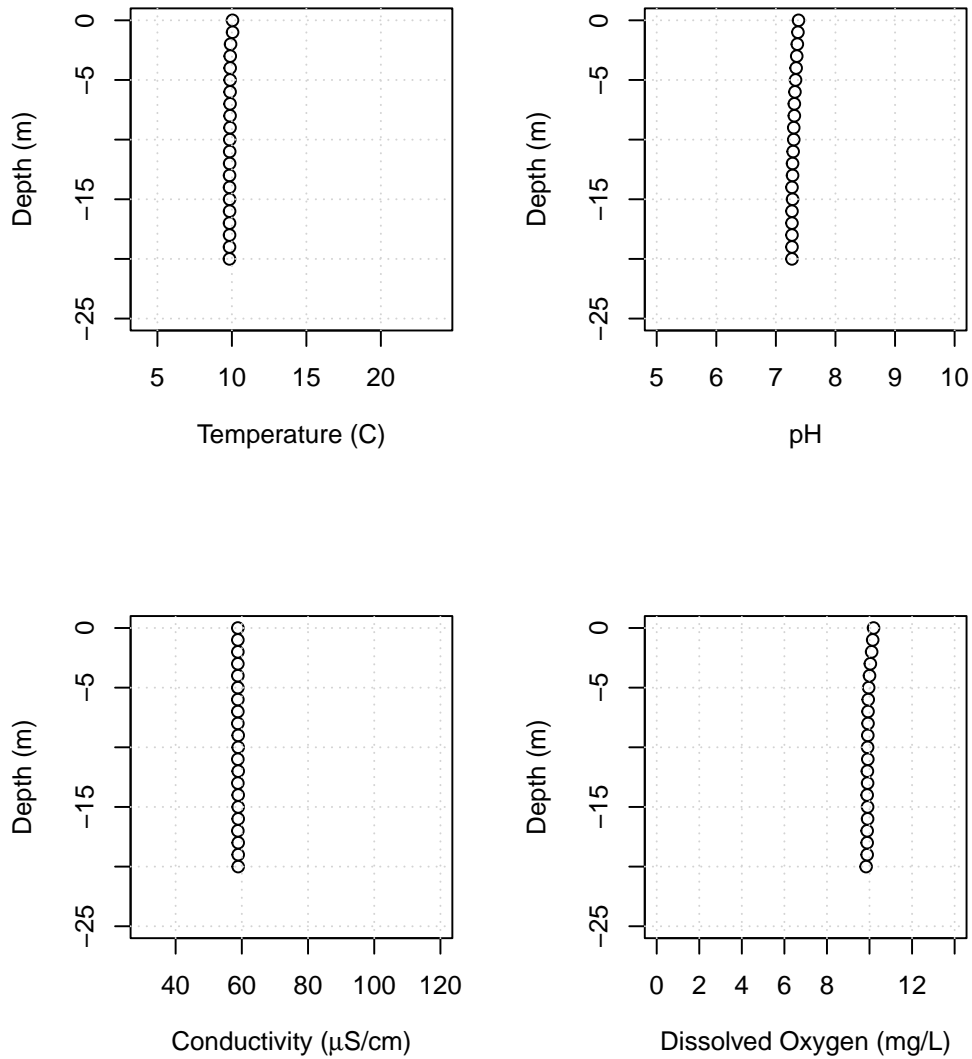 0
−5
−15
−25
Depth (m)
5 10 15 20
Temperature (C)
0
−5
−15
−25
Depth (m)
5 6 7 8 9 10
pH
0
−5
−15
−25
Depth (m)
40 60 80 100 120
Conductivity (μS/cm)
0
−5
−15
−25
Depth (m)
0 2 4 6 8 12
Dissolved Oxygen (mg/L)